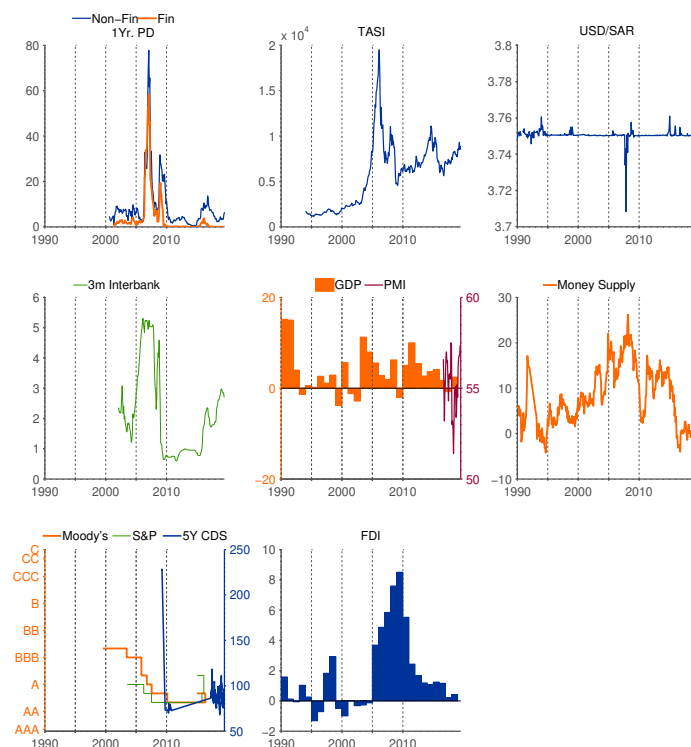 Non−Fin Fin
1Yr. PD
80
60
40
20
0
1990 2000 2010
TASI
x 10⁴
2
1.5
1
0.5
0
1990 2000 2010
USD/SAR
3.8
3.78
3.76
3.74
3.72
3.7
1990 2000 2010
3m Interbank
6
5
4
3
2
1
0
1990 2000 2010
GDP PMI
20 60
0 55
−20 50
1990 2000 2010
Money Supply
30
20
10
0
−10
1990 2000 2010
Moody's S&P 5Y CDS
C 250
CC
CCC
200
B
BB 150
BBB
A 100
AA
AAA 50
1990 2000 2010
FDI
10
8
6
4
2
0
−2
1990 2000 2010